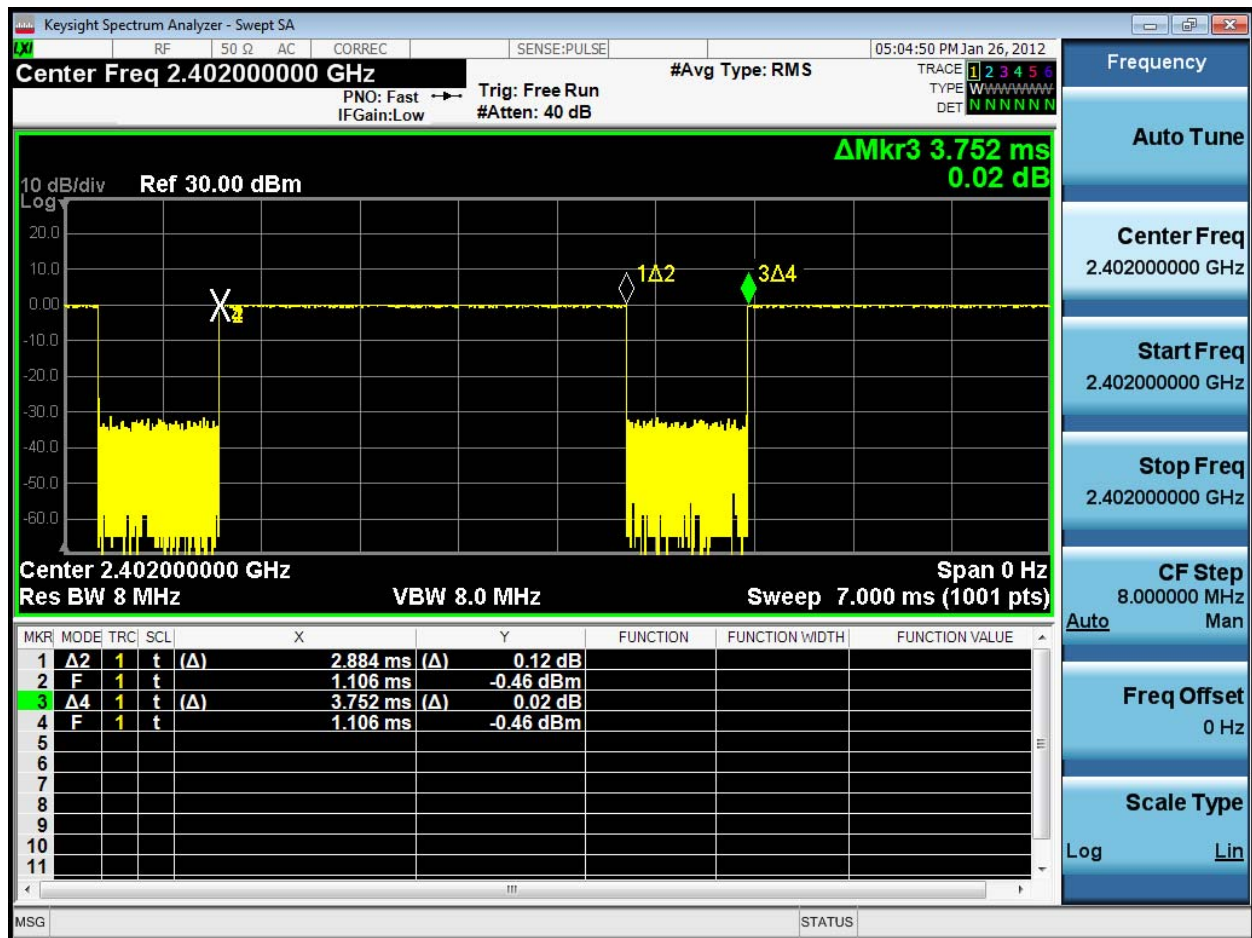 Keysight Spectrum Analyzer - Swept SA
LXI RF 50 Ω AC CORREC SENSE:PULSE 05:04:50 PM Jan 26, 2012
Center Freq 2.402000000 GHz
PNO: Fast
IFGain:Low
Trig: Free Run
#Atten: 40 dB
#Avg Type: RMS
TRACE 1 2 3 4 5 6
TYPE WWWWWW
DET N N N N N N
ΔMkr3 3.752 ms
0.02 dB
10 dB/div Ref 30.00 dBm
Log
20.0
10.0
0.00
-10.0
-20.0
-30.0
-40.0
-50.0
-60.0
1Δ2
3Δ4
X
Center 2.402000000 GHz Span 0 Hz
Res BW 8 MHz VBW 8.0 MHz Sweep 7.000 ms (1001 pts)
MKR MODE TRC SCL X Y FUNCTION FUNCTION WIDTH FUNCTION VALUE
1 Δ2 1 t (Δ) 2.884 ms (Δ) 0.12 dB
2 F 1 t 1.106 ms -0.46 dBm
3 Δ4 1 t (Δ) 3.752 ms (Δ) 0.02 dB
4 F 1 t 1.106 ms -0.46 dBm
5
6
7
8
9
10
11
MSG STATUS
Frequency
Auto Tune
Center Freq
2.402000000 GHz
Start Freq
2.402000000 GHz
Stop Freq
2.402000000 GHz
CF Step
8.000000 MHz
Auto Man
Freq Offset
0 Hz
Scale Type
Log Lin